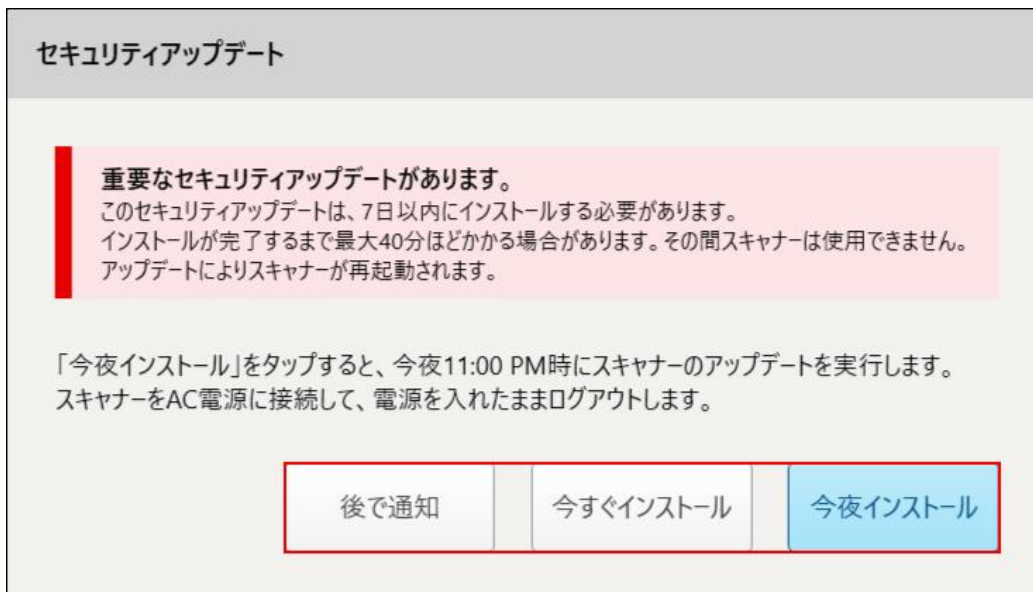 セキュリティアップデート
重要なセキュリティアップデートがあります。
このセキュリティアップデートは、7日以内にインストールする必要があります。
インストールが完了するまで最大40分ほどかかる場合があります。その間スキャナーは使用できません。
アップデートによりスキャナーが再起動されます。
「今夜インストール」をタップすると、今夜11:00 PM時にスキャナーのアップデートを実行します。
スキャナーをAC電源に接続して、電源を入れたままログアウトします。
後で通知 今すぐインストール 今夜インストール